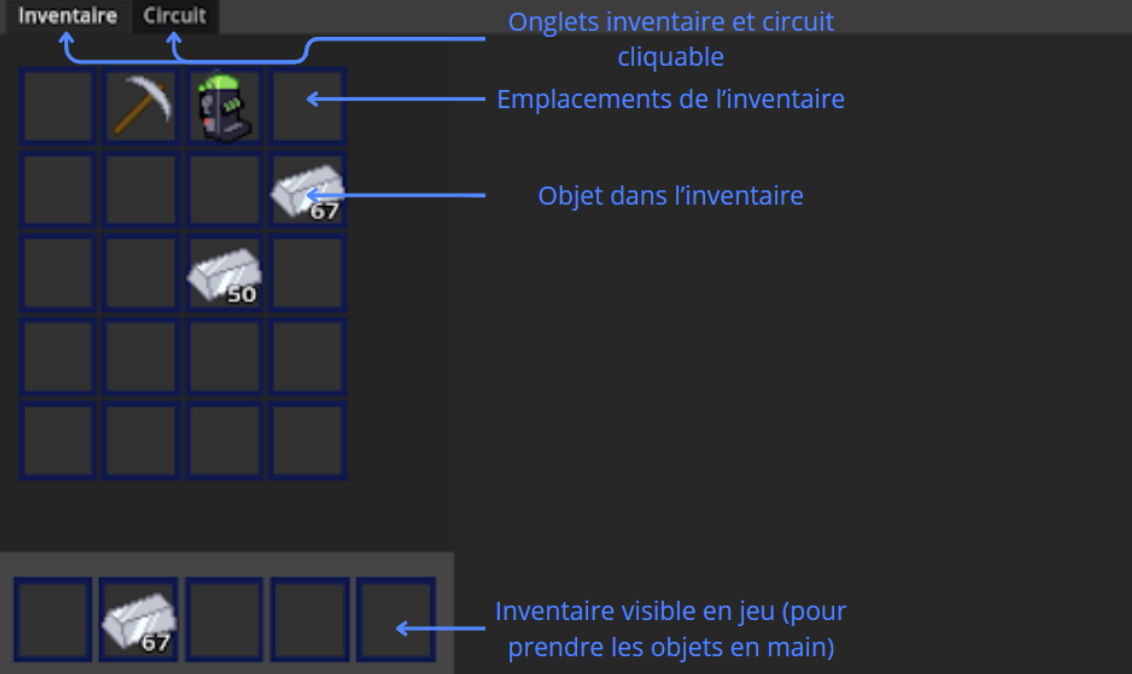 Inventaire
Circuit
Onglets inventaire et circuit
cliquable
Emplacements de l’inventaire
67
Objet dans l’inventaire
50
67
Inventaire visible en jeu (pour
prendre les objets en main)